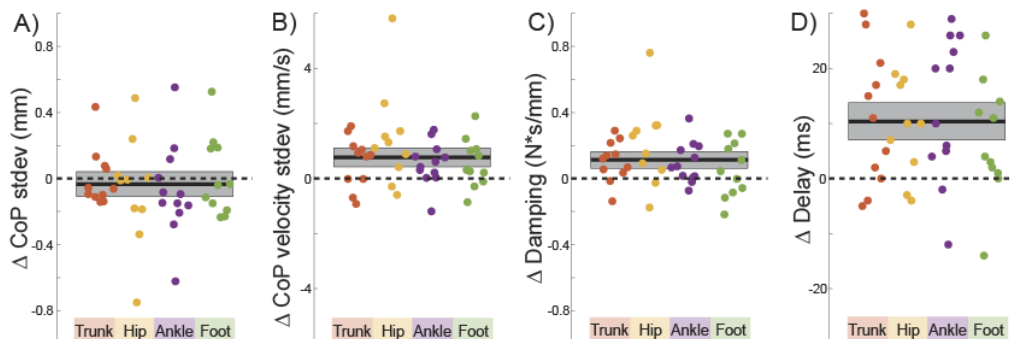 A)
Δ CoP stdev (mm)
0.8
0.4
0
-0.4
-0.8
Trunk Hip Ankle Foot
B)
Δ CoP velocity stdev (mm/s)
4
0
-4
Trunk Hip Ankle Foot
C)
Δ Damping (N*s/mm)
0.8
0.4
0
-0.4
-0.8
Trunk Hip Ankle Foot
D)
Δ Delay (ms)
20
0
-20
Trunk Hip Ankle Foot